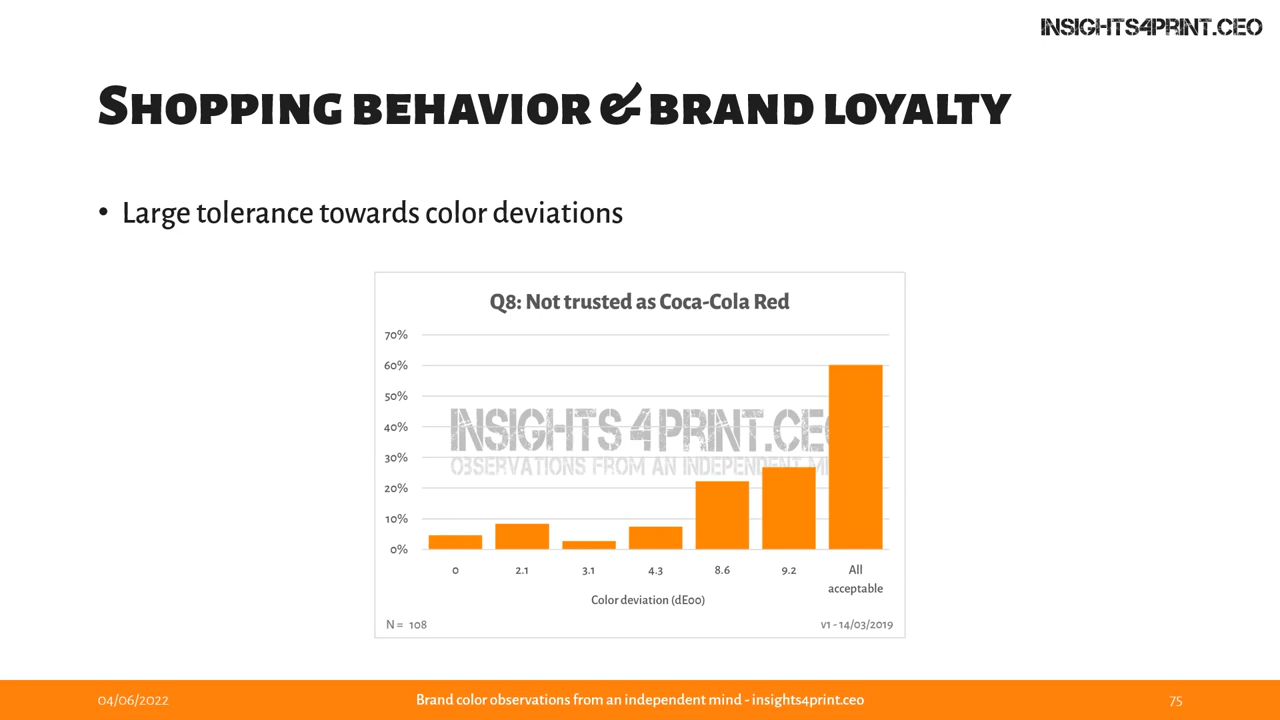 INSIGHTS4PRINT.CEO
SHOPPING BEHAVIOR & BRAND LOYALTY
• Large tolerance towards color deviations
Q8: Not trusted as Coca-Cola Red
70%
60%
50%
40%
30%
20%
10%
0%
INSIGHTS4PRINT.CEO
OBSERVATIONS FROM AN INDEPENDENT MI
0 2.1 3.1 4.3 8.6 9.2 All
acceptable
Color deviation (dE00)
N = 108 v1 - 14/03/2019
04/06/2022 Brand color observations from an independent mind - insights4print.ceo 75